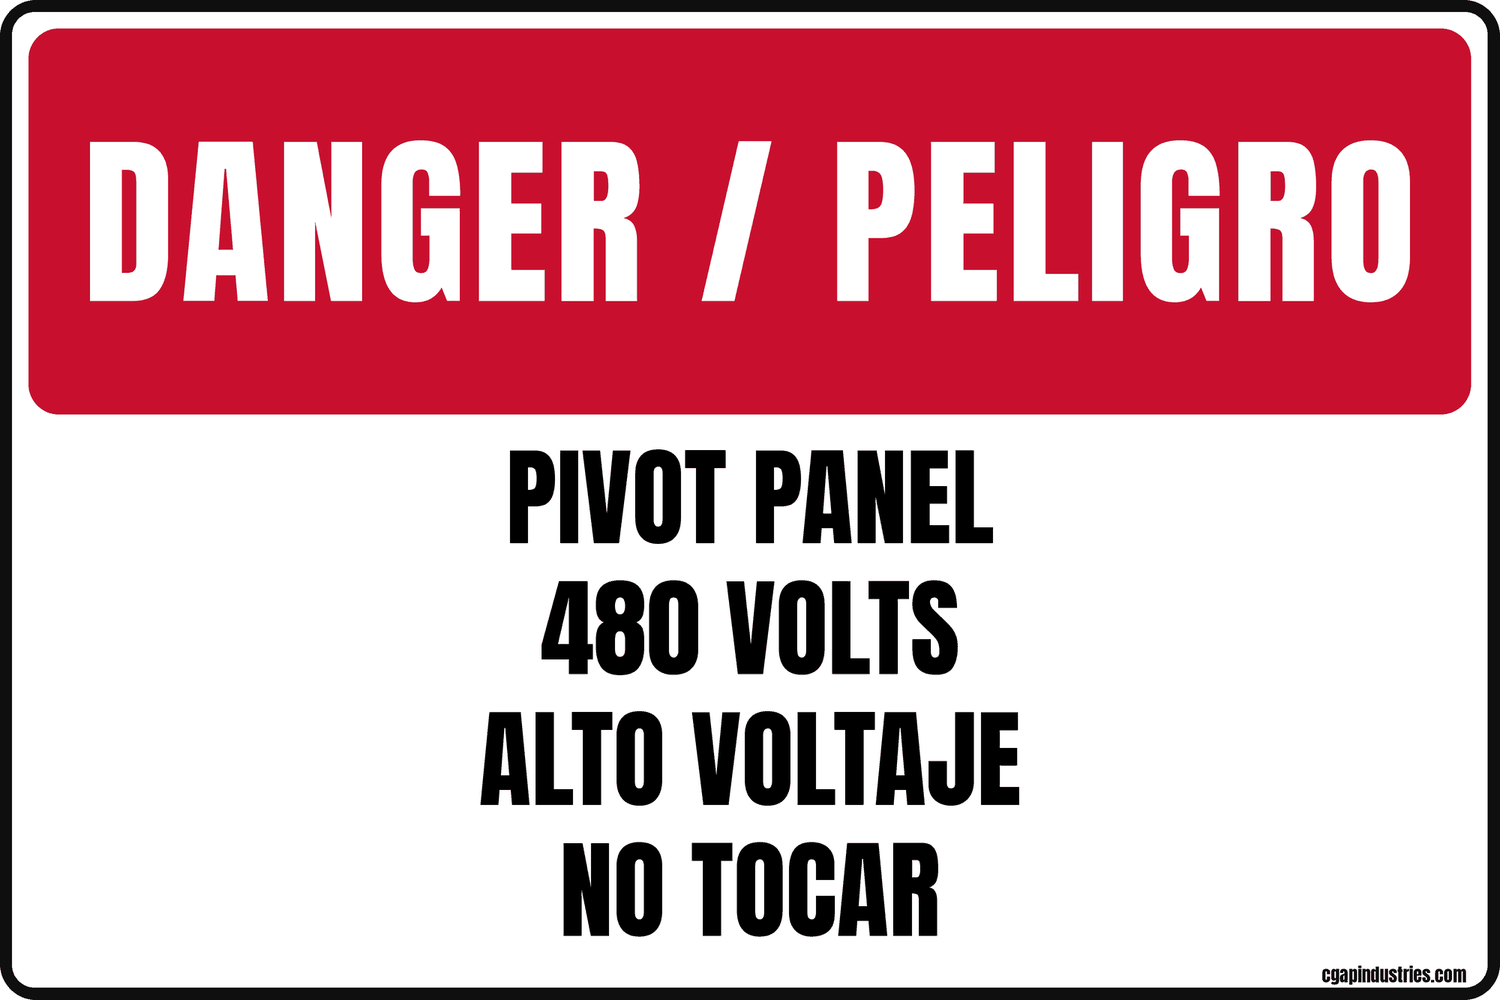 DANGER / PELIGRO
PIVOT PANEL
480 VOLTS
ALTO VOLTAJE
NO TOCAR
cgapindustries.com